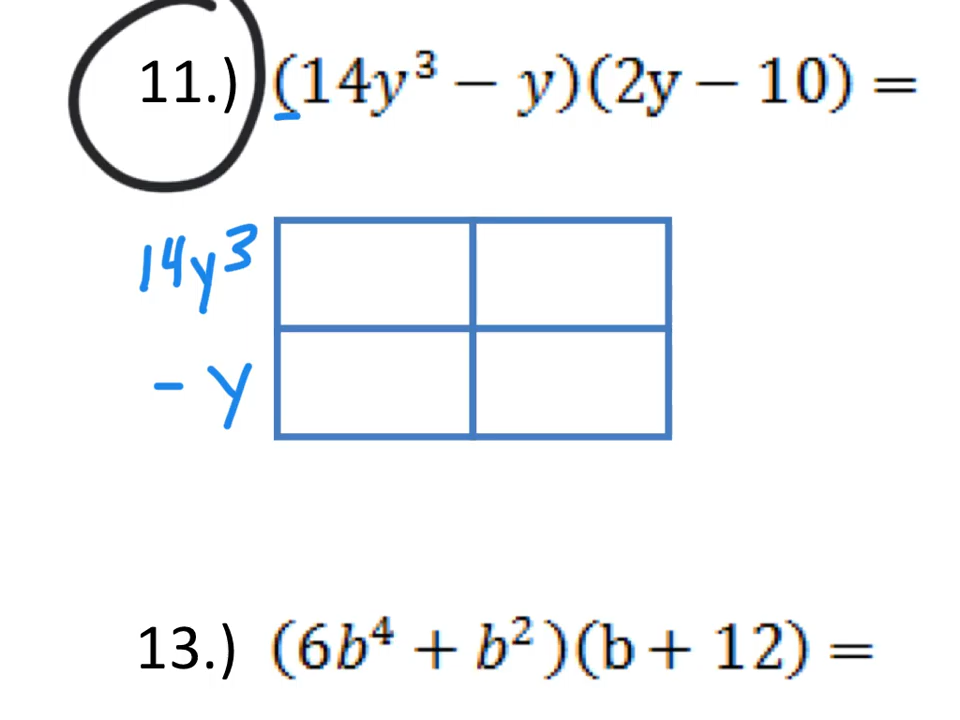 11.) (14y³ − y)(2y − 10) =
14y³
- y
13.) (6b⁴ + b²)(b + 12) =